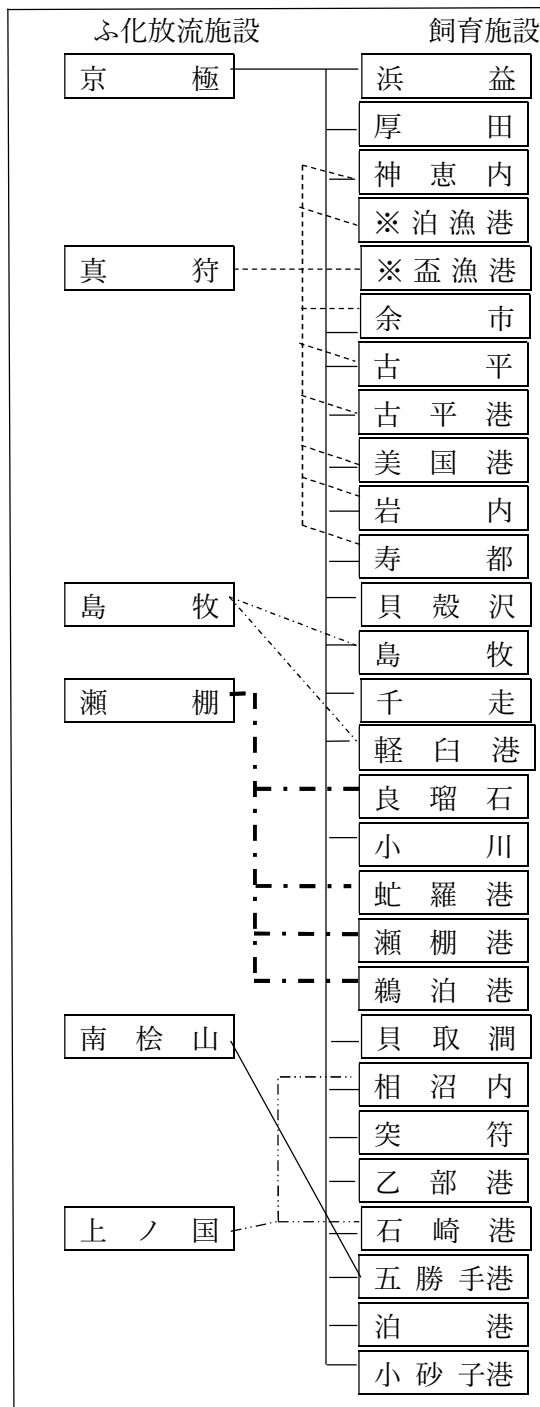 ふ化放流施設 飼育施設
京極 浜益
厚田
神恵内
※泊漁港
真狩 ※盃漁港
余市
古平
古平港
美国港
岩内
寿都
島牧 貝殻沢
島牧
瀬棚 千走
軽臼港
良瑠石
小川
虻羅港
瀬棚港
鵜泊港
南桧山 貝取澗
相沼内
突符
乙部港
上ノ国 石崎港
五勝手港
泊港
小砂子港